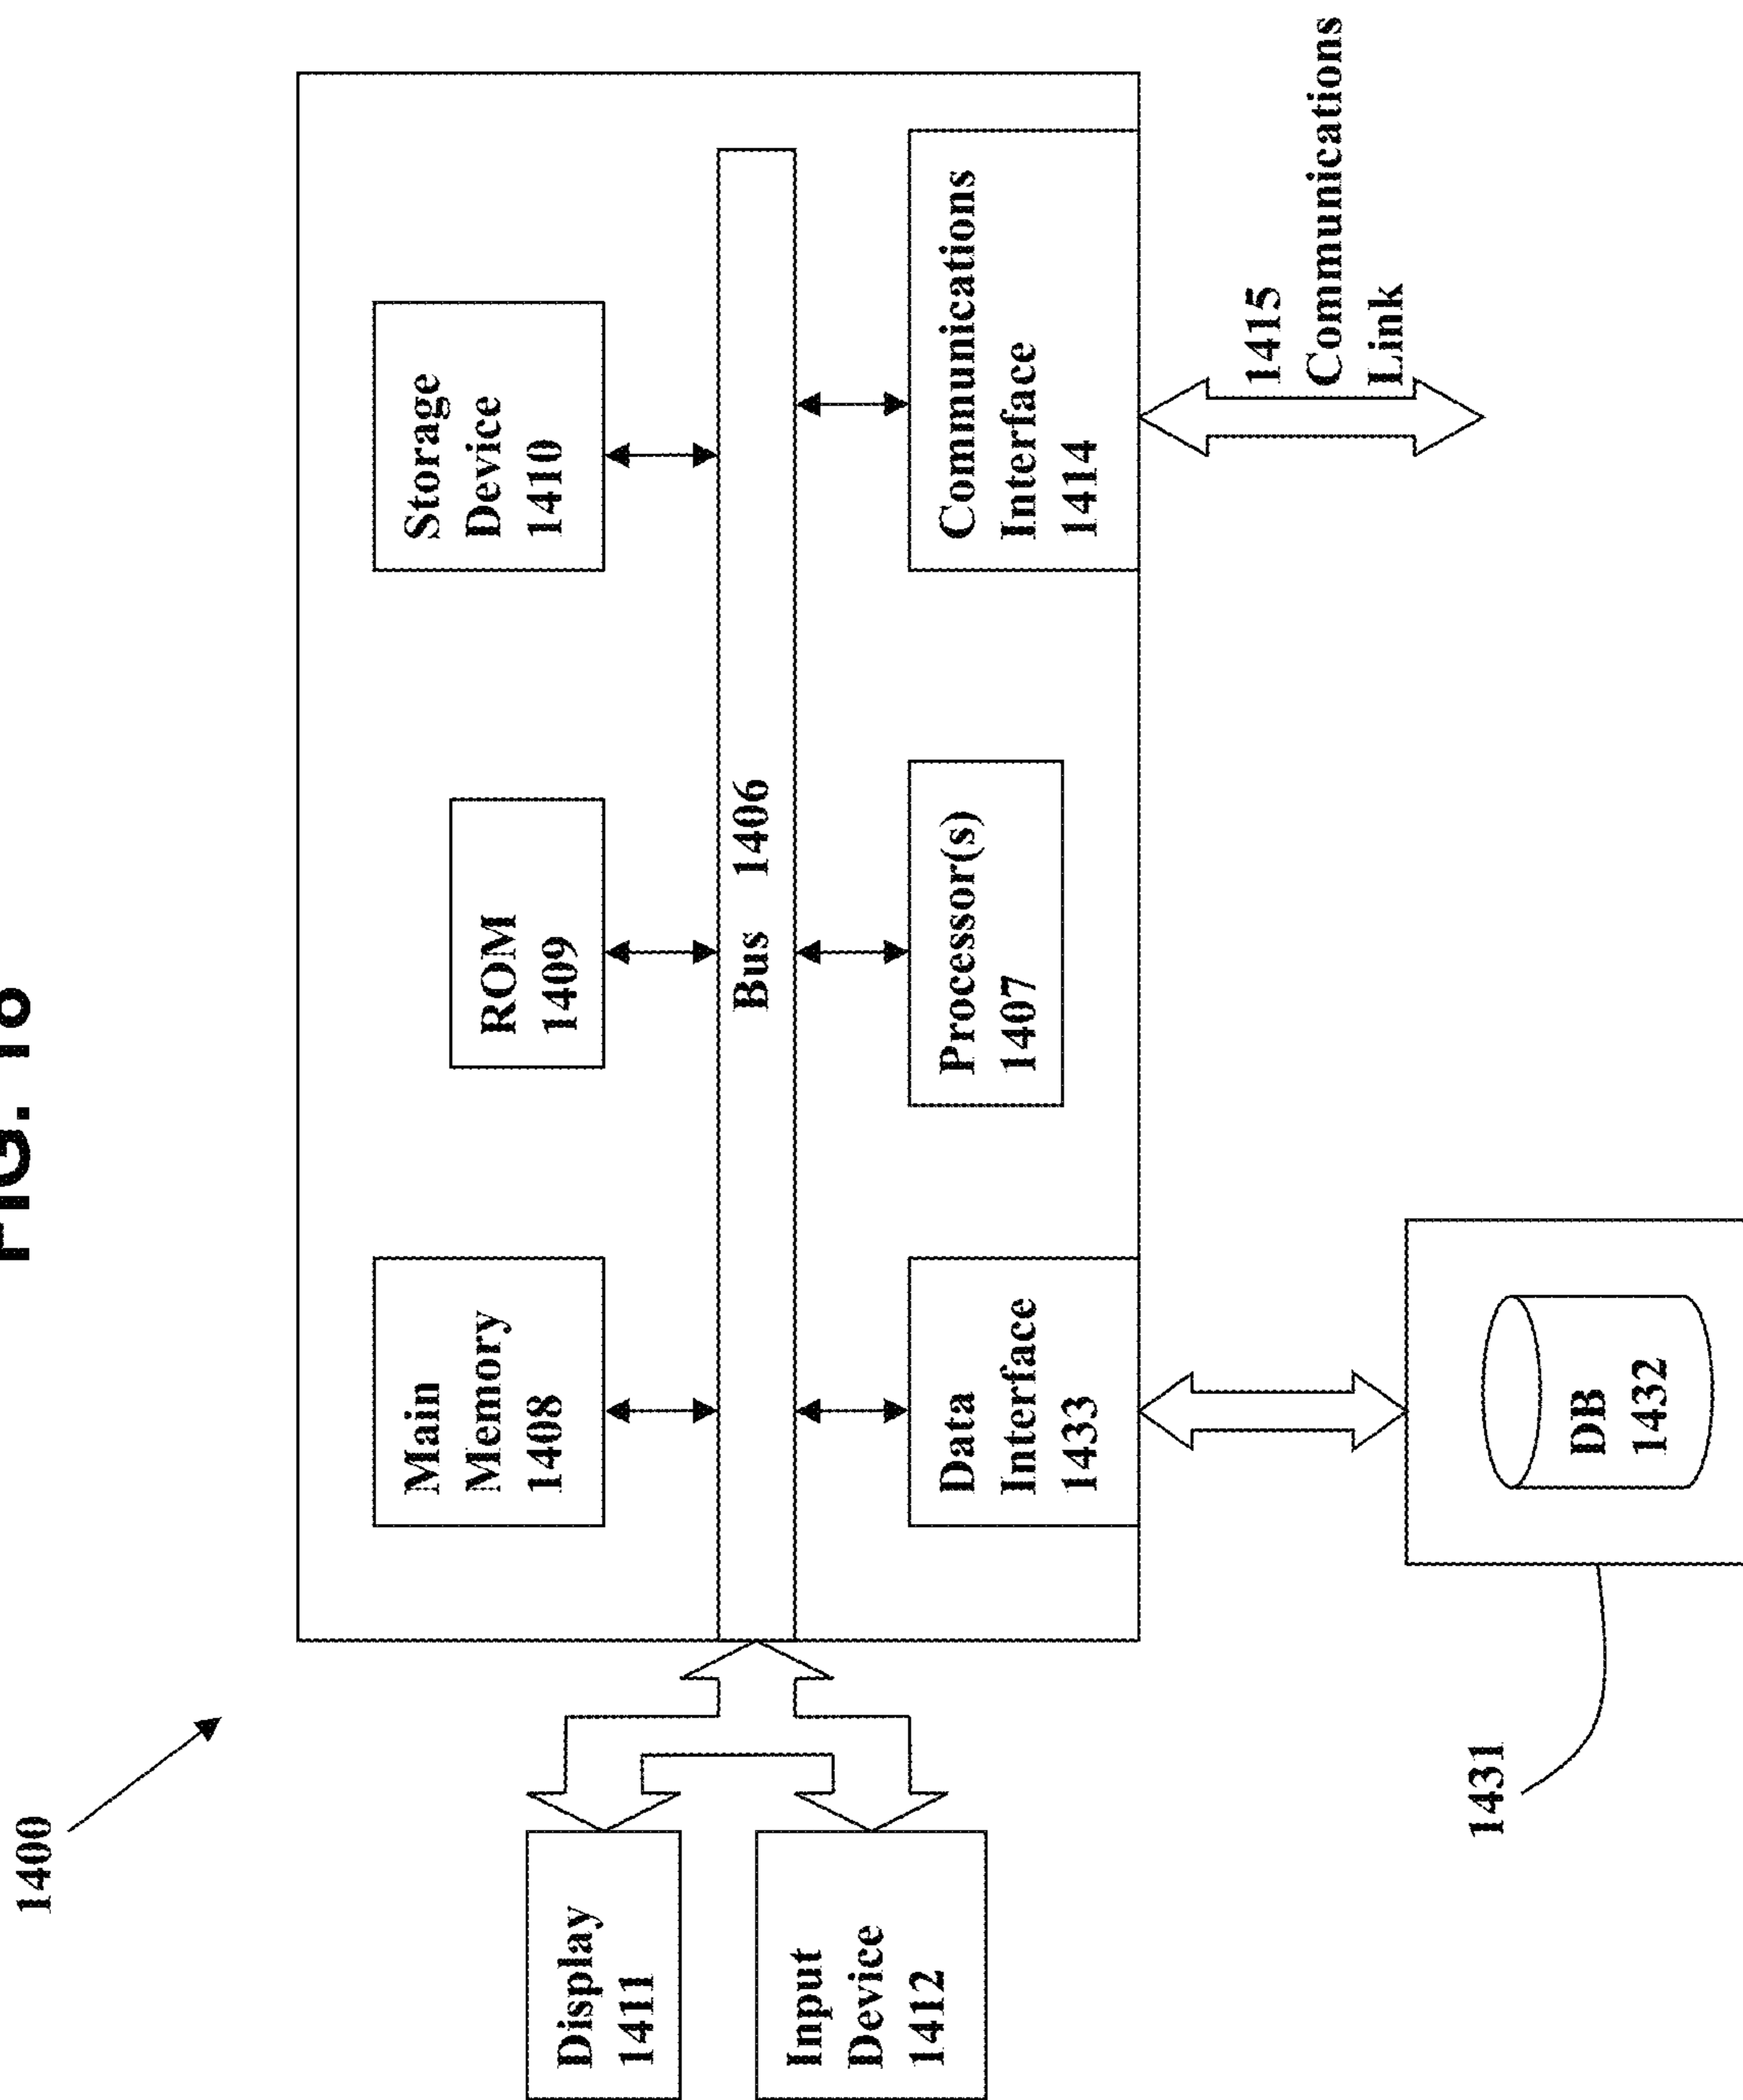 FIG.
1400
Main
Memory
1408
ROM
1409
Storage
Device
1410
Display
1411
Bus 1406
Input
Device
1412
Data
Interface
1433
Processor(s)
1407
Communications
Interface
1414
1415
Communications
Link
1431
DB
1432